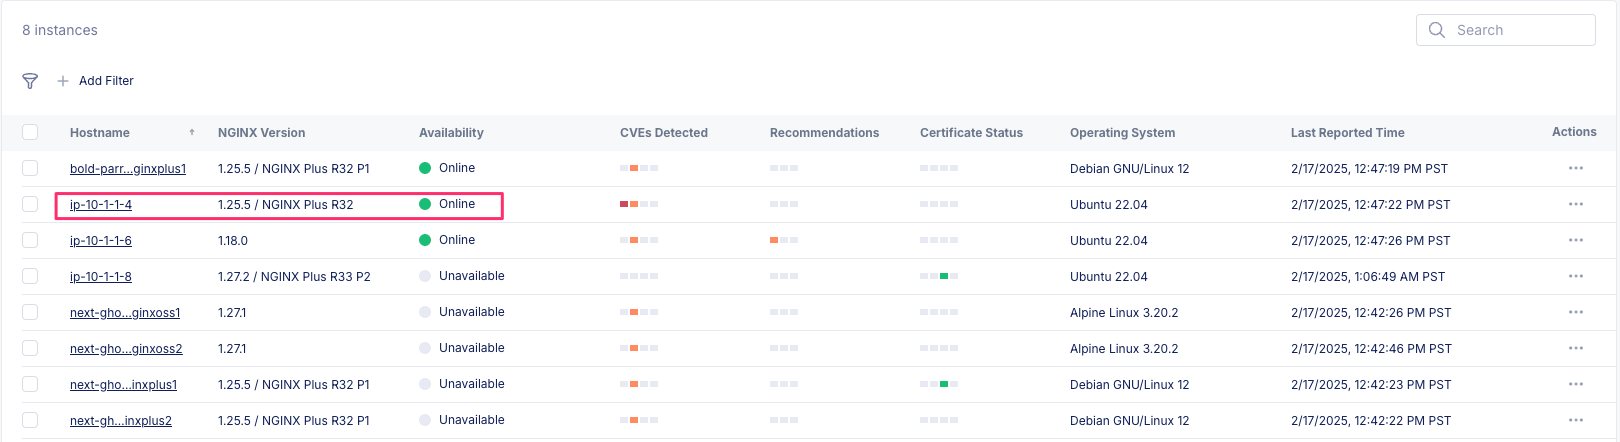 8 instances
Search
Add Filter
Hostname NGINX Version Availability CVEs Detected Recommendations Certificate Status Operating System Last Reported Time Actions
bold-parr...ginxplus1 1.25.5 / NGINX Plus R32 P1 Online Debian GNU/Linux 12 2/17/2025, 12:47:19 PM PST
ip-10-1-1-4 1.25.5 / NGINX Plus R32 Online Ubuntu 22.04 2/17/2025, 12:47:22 PM PST
ip-10-1-1-6 1.18.0 Online Ubuntu 22.04 2/17/2025, 12:47:26 PM PST
ip-10-1-1-8 1.27.2 / NGINX Plus R33 P2 Unavailable Ubuntu 22.04 2/17/2025, 1:06:49 AM PST
next-gho...ginxoss1 1.27.1 Unavailable Alpine Linux 3.20.2 2/17/2025, 12:42:26 PM PST
next-gho...ginxoss2 1.27.1 Unavailable Alpine Linux 3.20.2 2/17/2025, 12:42:46 PM PST
next-gho...inxplus1 1.25.5 / NGINX Plus R32 P1 Unavailable Debian GNU/Linux 12 2/17/2025, 12:42:23 PM PST
next-gh...inxplus2 1.25.5 / NGINX Plus R32 P1 Unavailable Debian GNU/Linux 12 2/17/2025, 12:42:22 PM PST